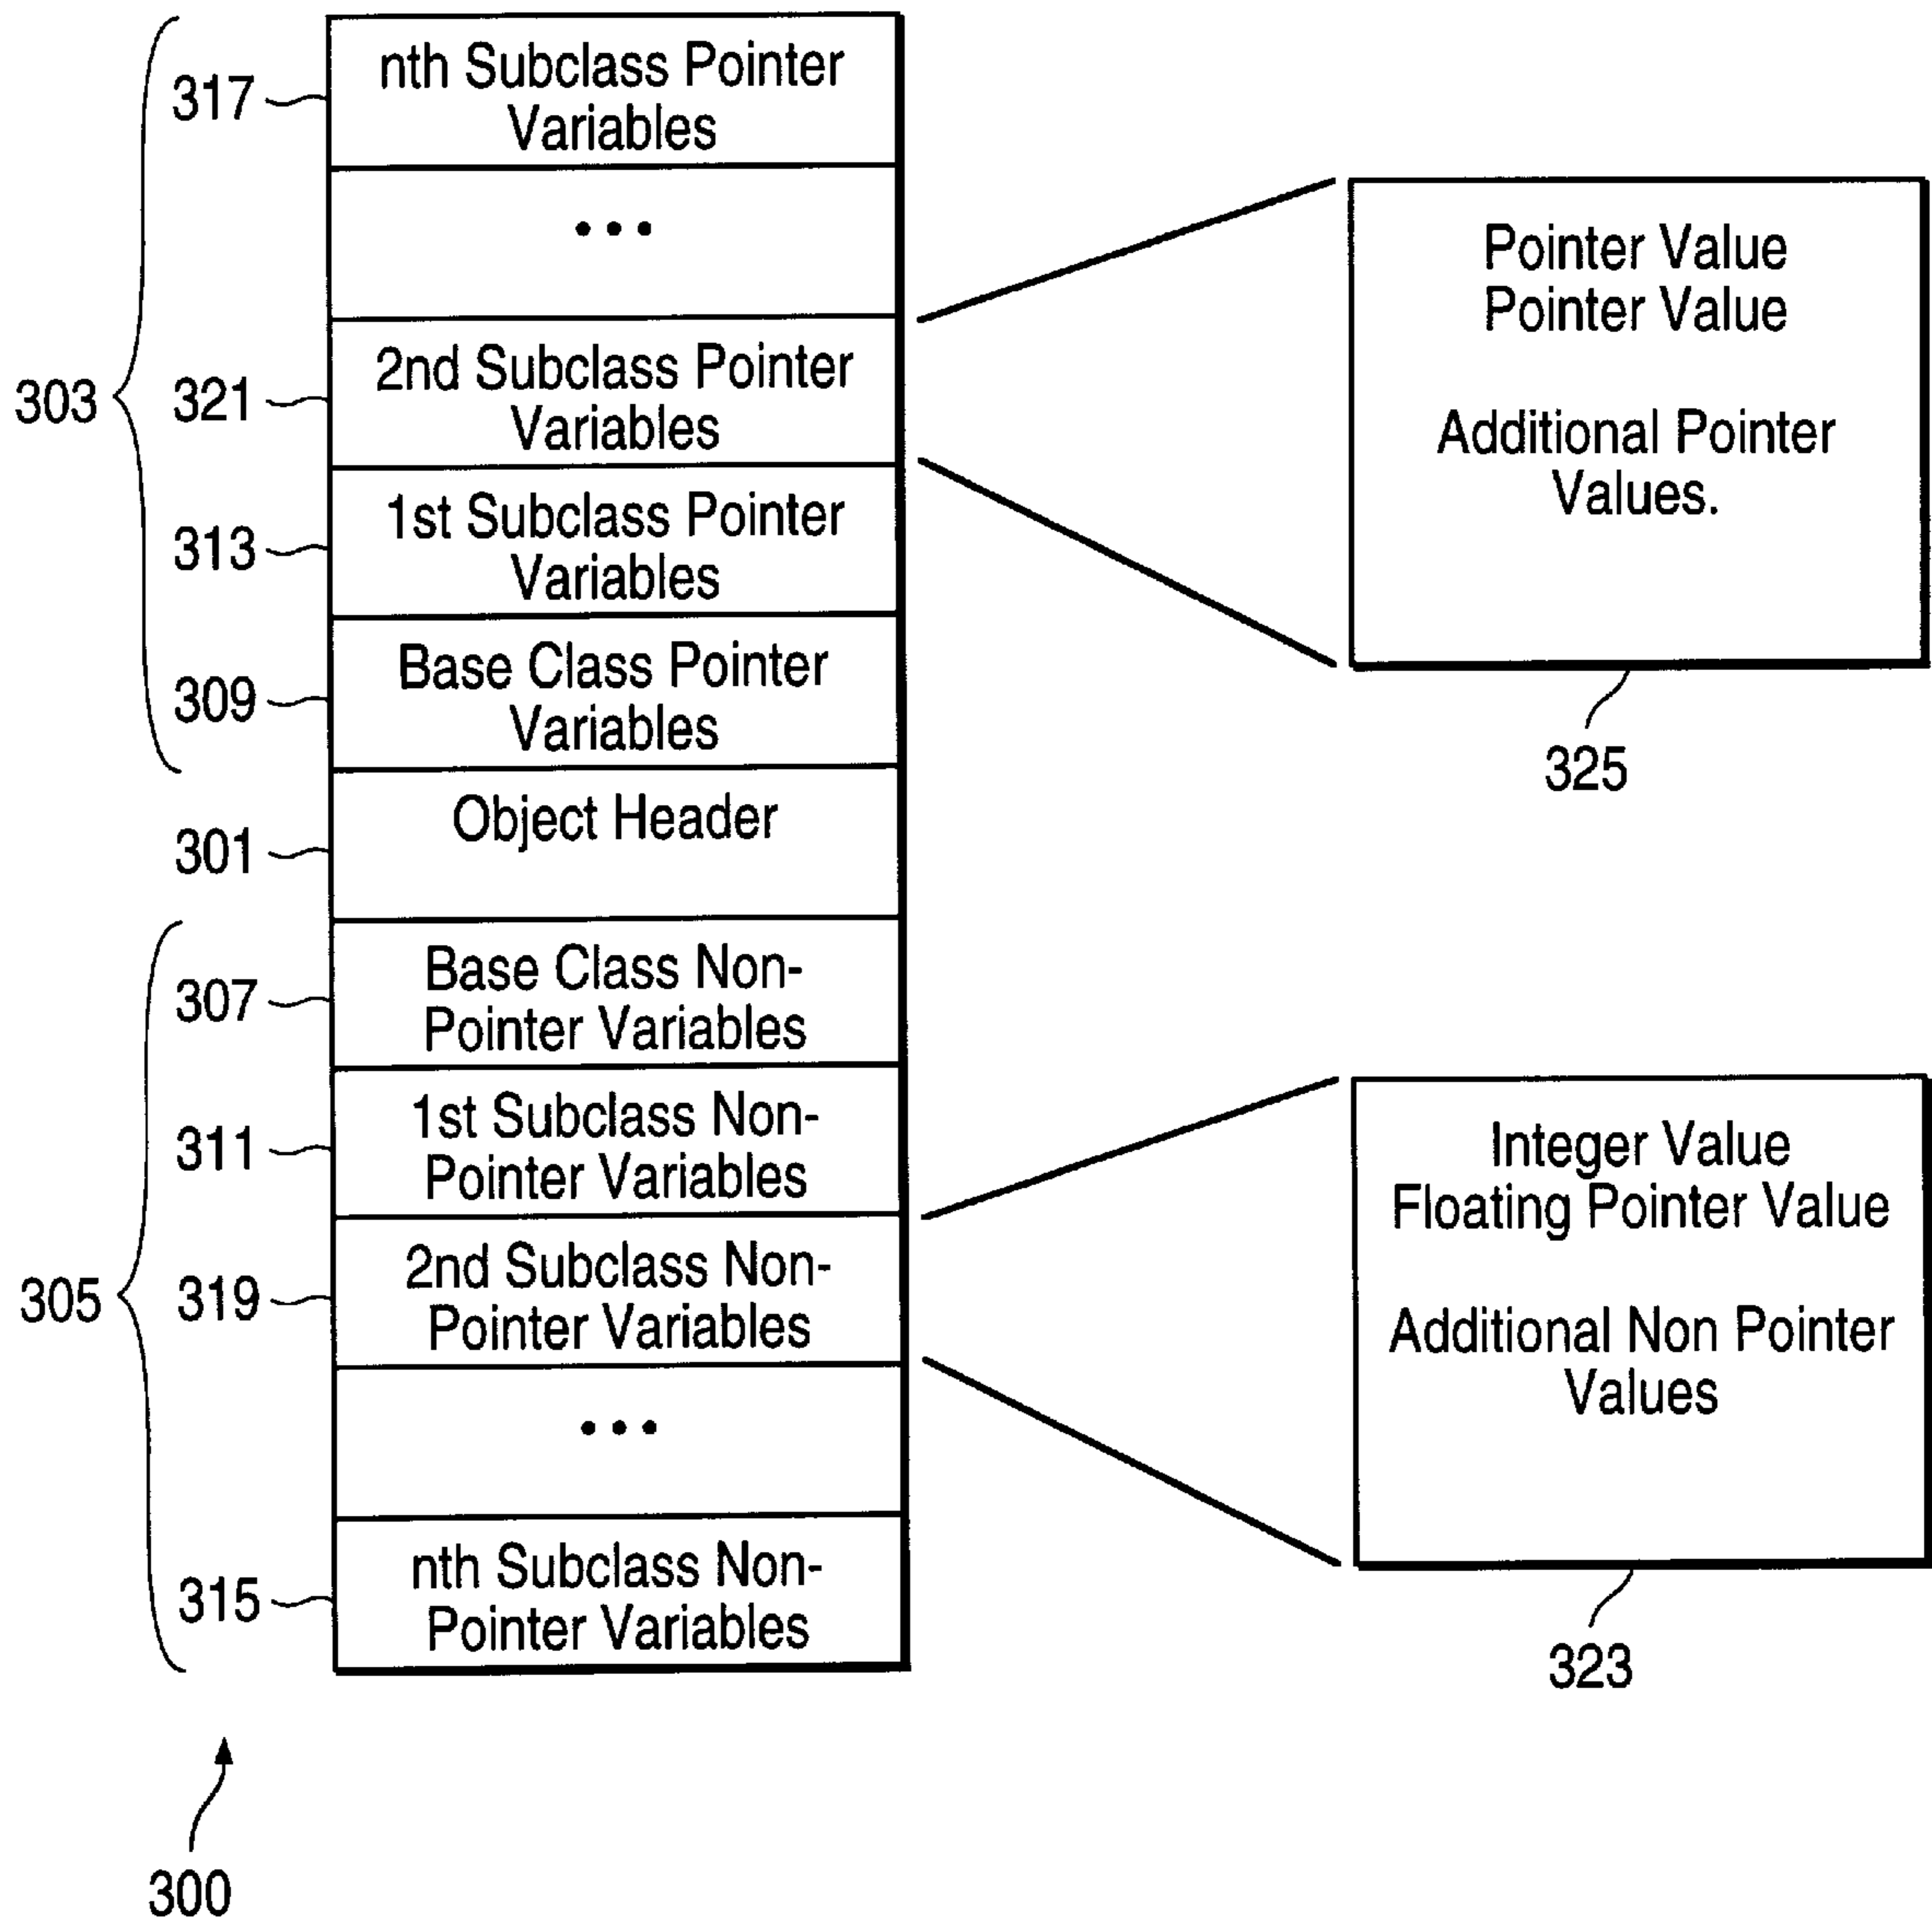 317
nth Subclass Pointer
Variables
...
303
321
2nd Subclass Pointer
Variables
313
1st Subclass Pointer
Variables
309
Base Class Pointer
Variables
301
Object Header
305
307
Base Class Non-
Pointer Variables
311
1st Subclass Non-
Pointer Variables
319
2nd Subclass Non-
Pointer Variables
...
315
nth Subclass Non-
Pointer Variables
300
Pointer Value
Pointer Value
Additional Pointer
Values.
325
Integer Value
Floating Pointer Value
Additional Non Pointer
Values
323